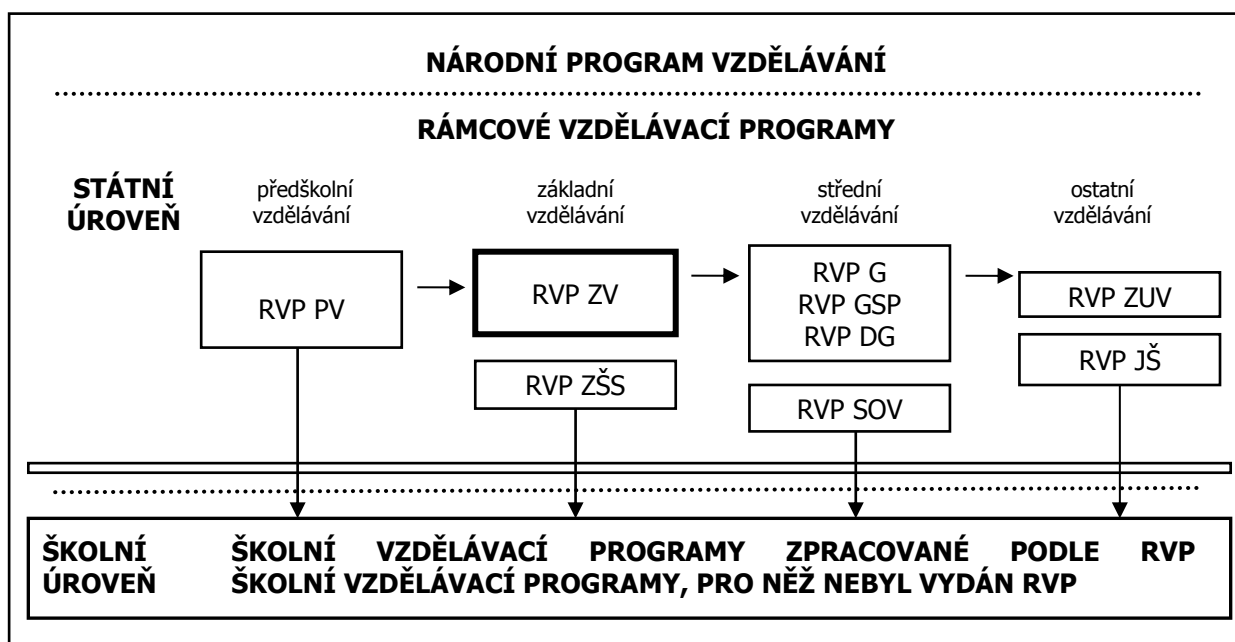 NÁRODNÍ PROGRAM VZDĚLÁVÁNÍ
RÁMCOVÉ VZDĚLÁVACÍ PROGRAMY
STÁTNÍ
ÚROVEŇ
předškolní
vzdělávání
základní
vzdělávání
střední
vzdělávání
ostatní
vzdělávání
RVP PV
RVP ZV
RVP ZŠS
RVP G
RVP GSP
RVP DG
RVP SOV
RVP ZUV
RVP JŠ
ŠKOLNÍ
ÚROVEŇ
ŠKOLNÍ VZDĚLÁVACÍ PROGRAMY ZPRACOVANÉ PODLE RVP
ŠKOLNÍ VZDĚLÁVACÍ PROGRAMY, PRO NĚŽ NEBYL VYDÁN RVP